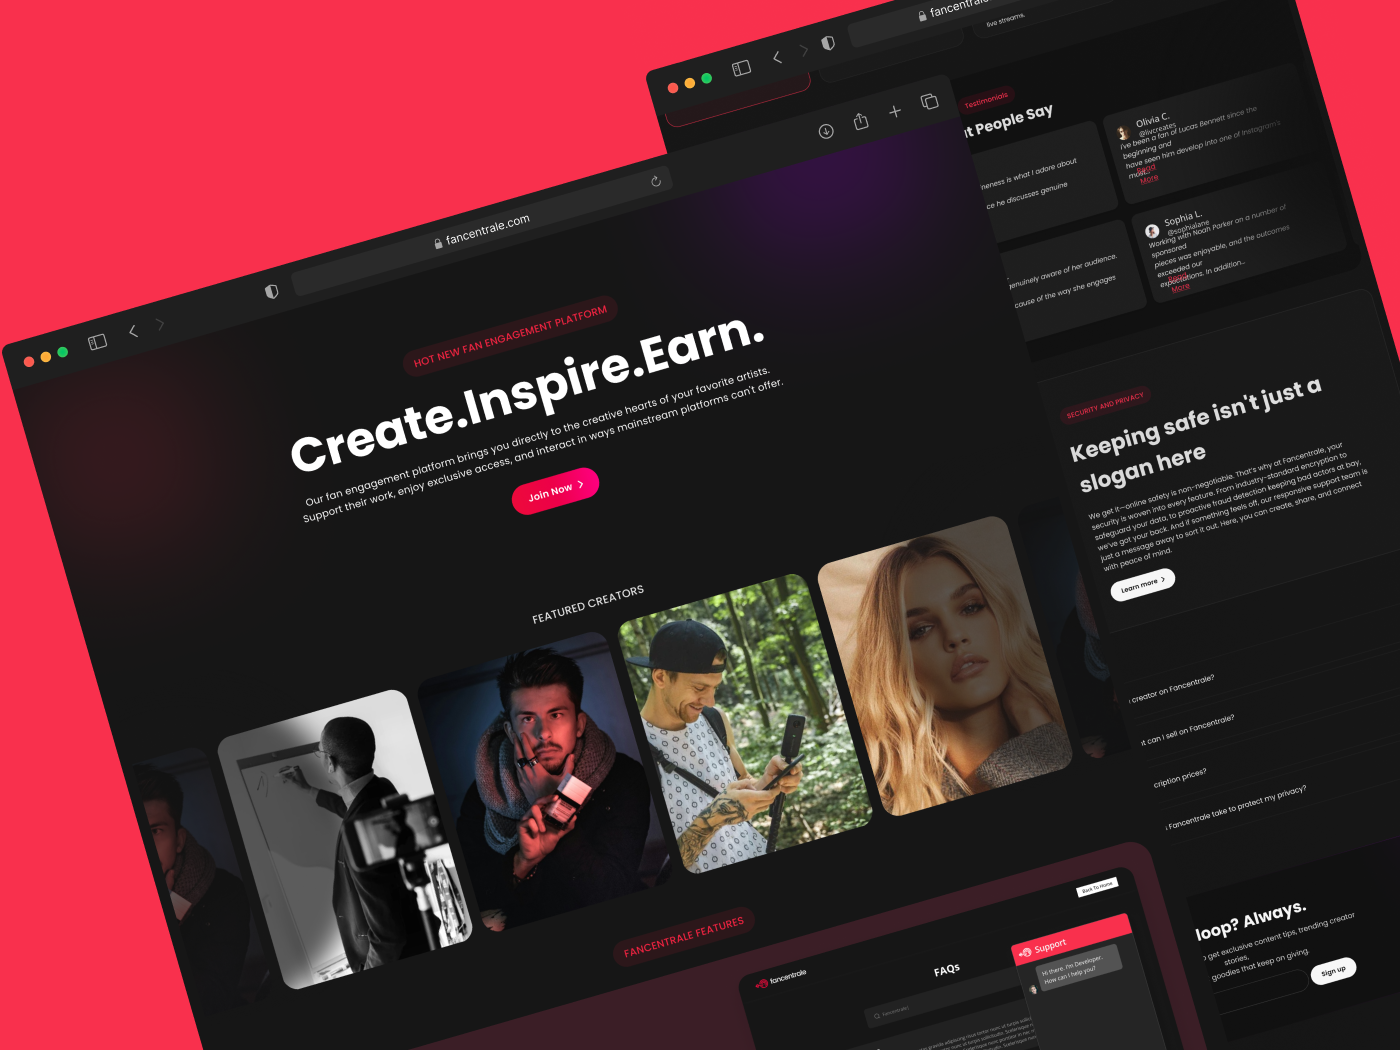 fancentrale.com
HOT NEW FAN ENGAGEMENT PLATFORM
Create.Inspire.Earn.
Our fan engagement platform brings you directly to the creative hearts of your favorite artists.
Support their work, enjoy exclusive access, and interact in ways mainstream platforms can't offer.
Join Now
FEATURED CREATORS
FANCENTRALE FEATURES
Back To Home
fancentrale
FAQs
Support
Hi there. I'm Developer.
How can I help you?
fancentrale
live streams.
Testimonials
t People Say
neness is what I adore about
ce he discusses genuine
Olivia C.
@livcreates
I've been a fan of Lucas Bennett since the
beginning and
have seen him develop into one of Instagram's
most...
Read
More
genuinely aware of her audience.
cause of the way she engages
Sophia L.
@sophialane
Working with Noah Parker on a number of
sponsored
pieces was enjoyable, and the outcomes
exceeded our
expectations. In addition...
Read
More
SECURITY AND PRIVACY
Keeping safe isn't just a
slogan here
We get it—online safety is non-negotiable. That's why at Fancentrale, your
security is woven into every feature. From industry-standard encryption to
safeguard your data, to proactive fraud detection keeping bad actors at bay,
we've got your back. And if something feels off, our responsive support team is
just a message away to sort it out. Here, you can create, share, and connect
with peace of mind.
Learn more
creator on Fancentrale?
t can I sell on Fancentrale?
cription prices?
Fancentrale take to protect my privacy?
loop? Always.
get exclusive content tips, trending creator
stories,
goodies that keep on giving.
Sign up